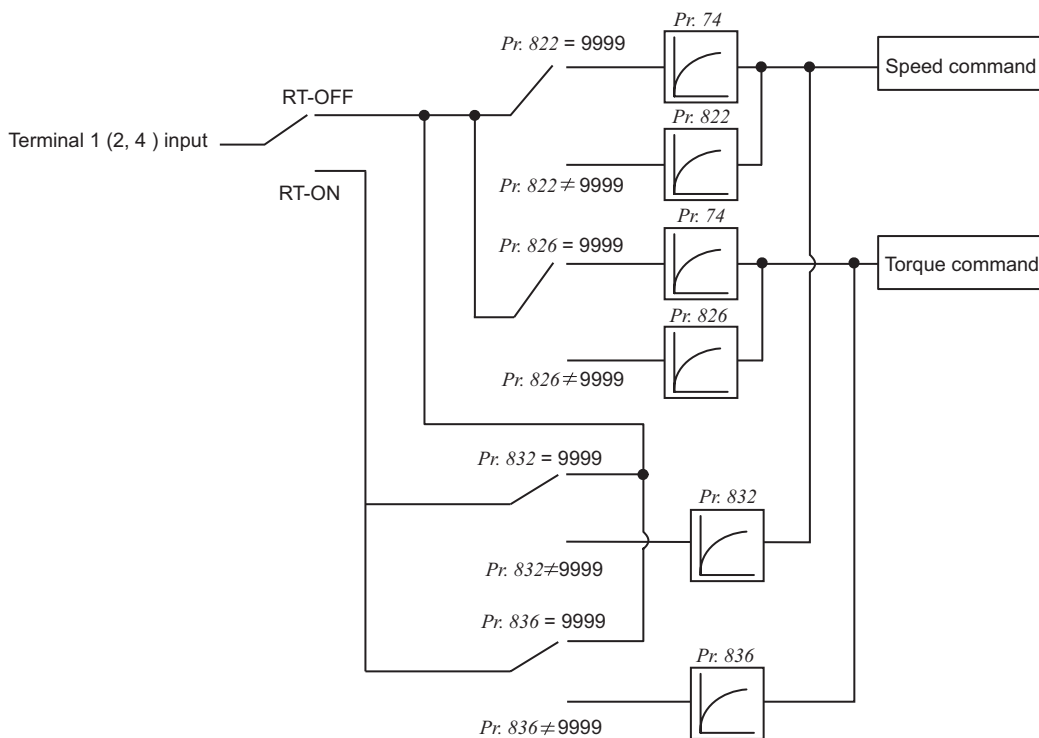 Pr. 74
Pr. 822 = 9999
Speed command
RT-OFF
Terminal 1 (2, 4 ) input
Pr. 822
Pr. 822≠9999
RT-ON
Pr. 74
Pr. 826 = 9999
Torque command
Pr. 826
Pr. 826≠9999
Pr. 832 = 9999
Pr. 832
Pr. 832≠9999
Pr. 836 = 9999
Pr. 836
Pr. 836≠9999